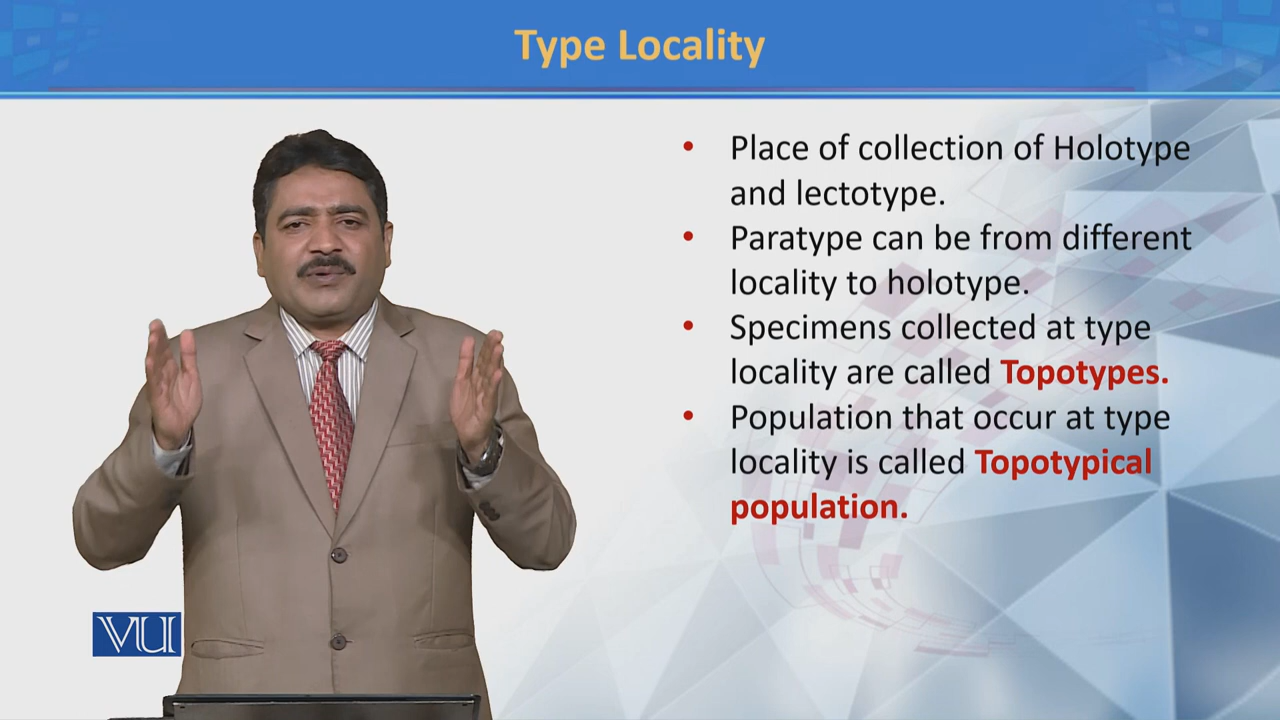 Type Locality
• Place of collection of Holotype
and lectotype.
• Paratype can be from different
locality to holotype.
• Specimens collected at type
locality are called Topotypes.
• Population that occur at type
locality is called Topotypical
population.
VU